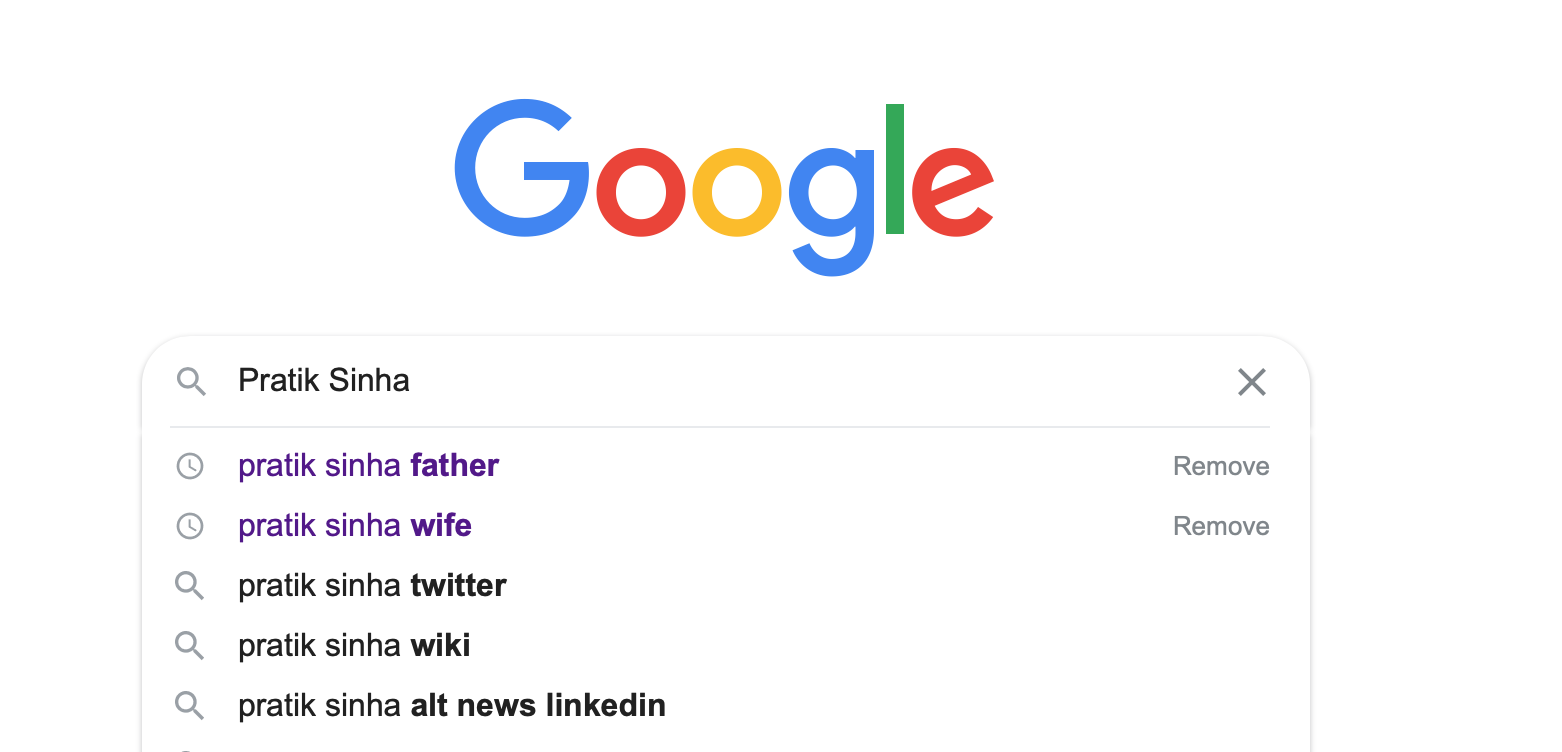 Google
Pratik Sinha
pratik sinha father Remove
pratik sinha wife Remove
pratik sinha twitter
pratik sinha wiki
pratik sinha alt news linkedin